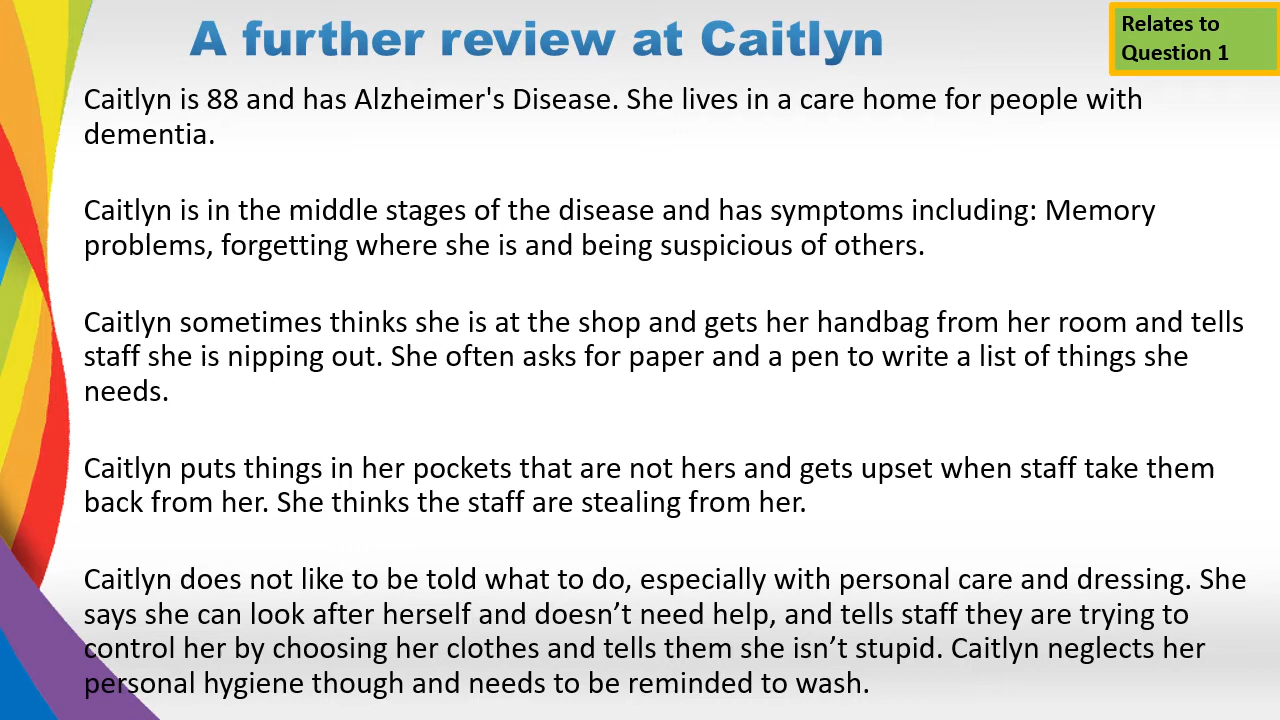 A further review at Caitlyn
Relates to
Question 1
Caitlyn is 88 and has Alzheimer's Disease. She lives in a care home for people with
dementia.
Caitlyn is in the middle stages of the disease and has symptoms including: Memory
problems, forgetting where she is and being suspicious of others.
Caitlyn sometimes thinks she is at the shop and gets her handbag from her room and tells
staff she is nipping out. She often asks for paper and a pen to write a list of things she
needs.
Caitlyn puts things in her pockets that are not hers and gets upset when staff take them
back from her. She thinks the staff are stealing from her.
Caitlyn does not like to be told what to do, especially with personal care and dressing. She
says she can look after herself and doesn’t need help, and tells staff they are trying to
control her by choosing her clothes and tells them she isn’t stupid. Caitlyn neglects her
personal hygiene though and needs to be reminded to wash.